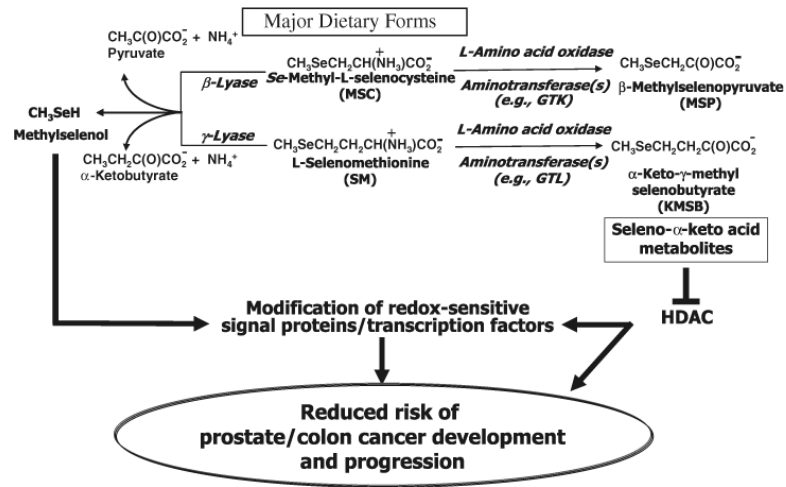 Major Dietary Forms
CH₃C(O)CO₂⁻ + NH₄⁺
Pyruvate
β-Lyase
CH₃SeCH₂CH(N⁺H₃)CO₂⁻
Se-Methyl-L-selenocysteine
(MSC)
L-Amino acid oxidase
Aminotransferase(s)
(e.g., GTK)
CH₃SeCH₂C(O)CO₂⁻
β-Methylselenopyruvate
(MSP)
CH₃SeH
Methylselenol
γ-Lyase
CH₃CH₂C(O)CO₂⁻ + NH₄⁺
α-Ketobutyrate
CH₃SeCH₂CH₂CH(N⁺H₃)CO₂⁻
L-Selenomethionine
(SM)
L-Amino acid oxidase
Aminotransferase(s)
(e.g., GTL)
CH₃SeCH₂CH₂C(O)CO₂⁻
α-Keto-γ-methyl
selenobutyrate
(KMSB)
Seleno-α-keto acid
metabolites
HDAC
Modification of redox-sensitive
signal proteins/transcription factors
Reduced risk of
prostate/colon cancer development
and progression